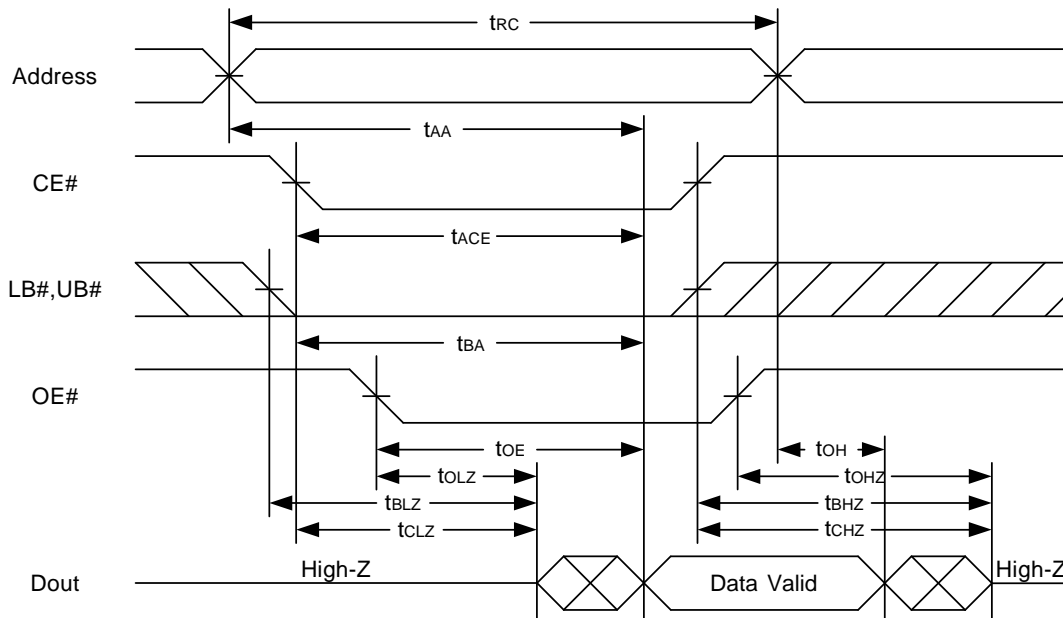 tRC
Address
tAA
CE#
tACE
LB#,UB#
tBA
OE#
tOE
tOH
tOLZ
tOHZ
tBLZ
tBHZ
tCLZ
tCHZ
High-Z
High-Z
Dout
Data Valid